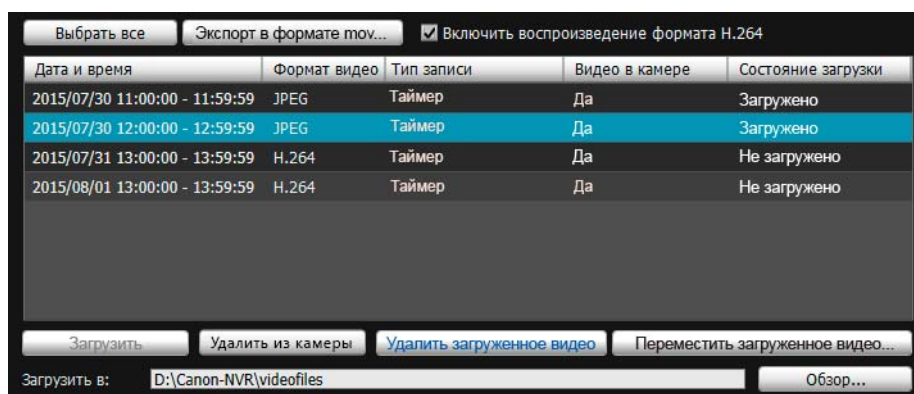 Выбрать все Экспорт в формате mov... Включить воспроизведение формата H.264
Дата и время Формат видео Тип записи Видео в камере Состояние загрузки
2015/07/30 11:00:00 - 11:59:59 JPEG Таймер Да Загружено
2015/07/30 12:00:00 - 12:59:59 JPEG Таймер Да Загружено
2015/07/31 13:00:00 - 13:59:59 H.264 Таймер Да Не загружено
2015/08/01 13:00:00 - 13:59:59 H.264 Таймер Да Не загружено
Загрузить Удалить из камеры Удалить загруженное видео Переместить загруженное видео...
Загрузить в: D:\Canon-NVR\videofiles Обзор...